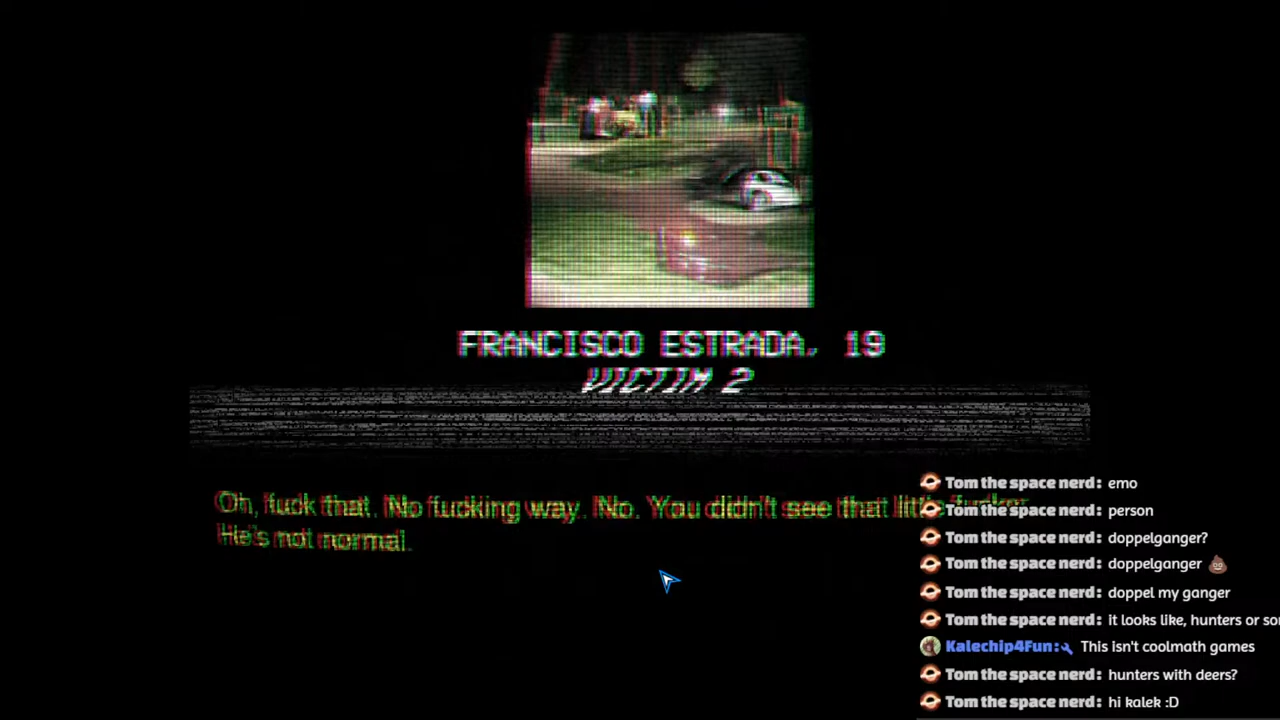 FRANCISCO ESTRADA, 19
VICTIM 2
Oh, fuck that. No fucking way. No. You didn't see that little fucker.
He's not normal.
Tom the space nerd: emo
Tom the space nerd: person
Tom the space nerd: doppelganger?
Tom the space nerd: doppelganger 💩
Tom the space nerd: doppel my ganger
Tom the space nerd: it looks like, hunters or so
Kalechip4Fun: This isn't coolmath games
Tom the space nerd: hunters with deers?
Tom the space nerd: hi kalek :D